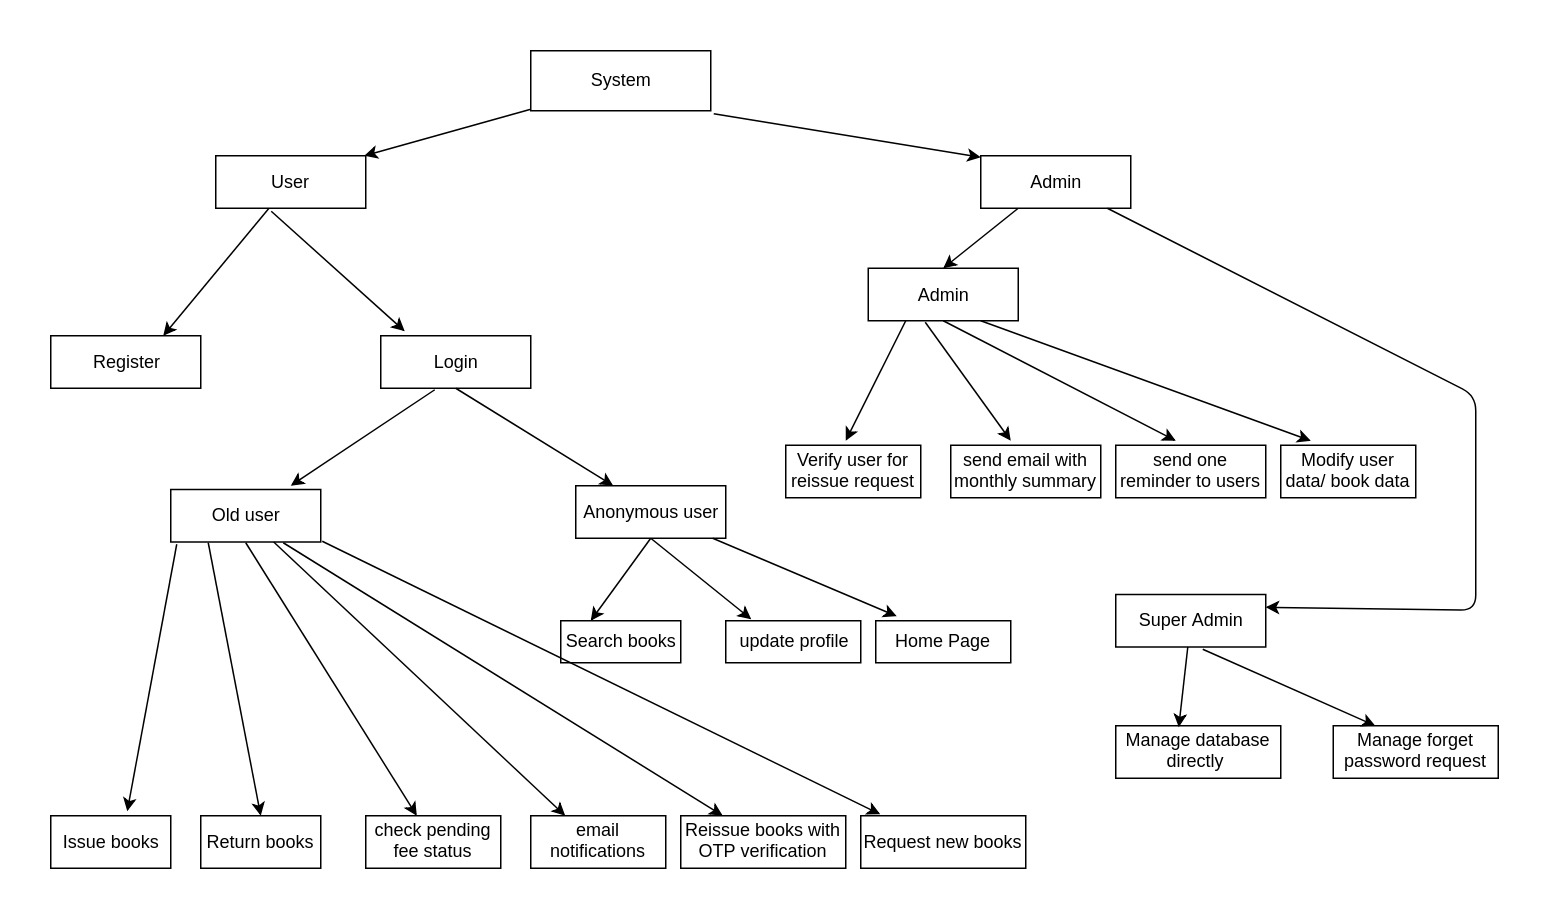 System
User
Admin
Admin
Register
Login
Verify user for
reissue request
send email with
monthly summary
send one
reminder to users
Modify user
data/ book data
Old user
Anonymous user
Super Admin
Search books
update profile
Home Page
Manage database
directly
Manage forget
password request
Issue books
Return books
check pending
fee status
email
notifications
Reissue books with
OTP verification
Request new books